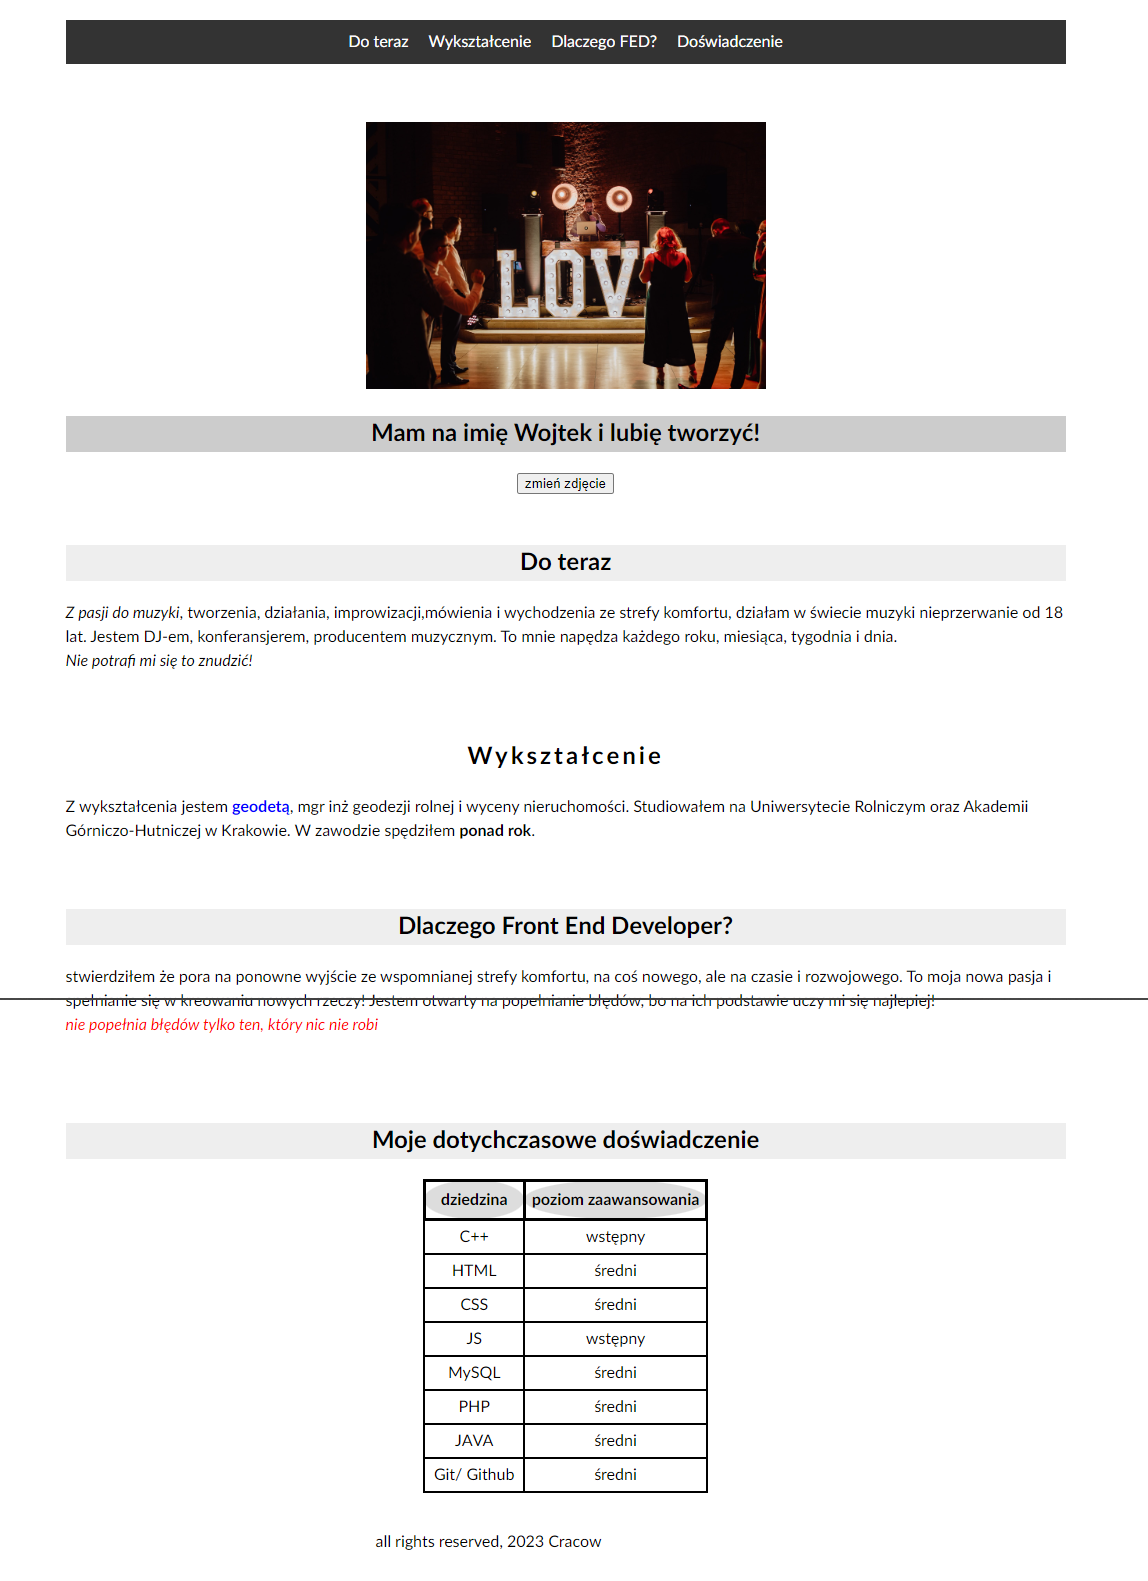 Do teraz Wykształcenie Dlaczego FED? Doświadczenie
LOV
Mam na imię Wojtek i lubię tworzyć!
zmień zdjęcie
Do teraz
Z pasji do muzyki, tworzenia, działania, improwizacji,mówienia i wychodzenia ze strefy komfortu, działam w świecie muzyki nieprzerwanie od 18
lat. Jestem DJ-em, konferansjerem, producentem muzycznym. To mnie napędza każdego roku, miesiąca, tygodnia i dnia.
Nie potrafi mi się to znudzić!
Wykształcenie
Z wykształcenia jestem geodetą, mgr inż geodezji rolnej i wyceny nieruchomości. Studiowałem na Uniwersytecie Rolniczym oraz Akademii
Górniczo-Hutniczej w Krakowie. W zawodzie spędziłem ponad rok.
Dlaczego Front End Developer?
stwierdziłem że pora na ponowne wyjście ze wspomnianej strefy komfortu, na coś nowego, ale na czasie i rozwojowego. To moja nowa pasja i
spełnianie się w kreowaniu nowych rzeczy! Jestem otwarty na popełnianie błędów, bo na ich podstawie uczy mi się najlepiej!
nie popełnia błędów tylko ten, który nic nie robi
Moje dotychczasowe doświadczenie
dziedzina poziom zaawansowania
C++ wstępny
HTML średni
CSS średni
JS wstępny
MySQL średni
PHP średni
JAVA średni
Git/ Github średni
all rights reserved, 2023 Cracow